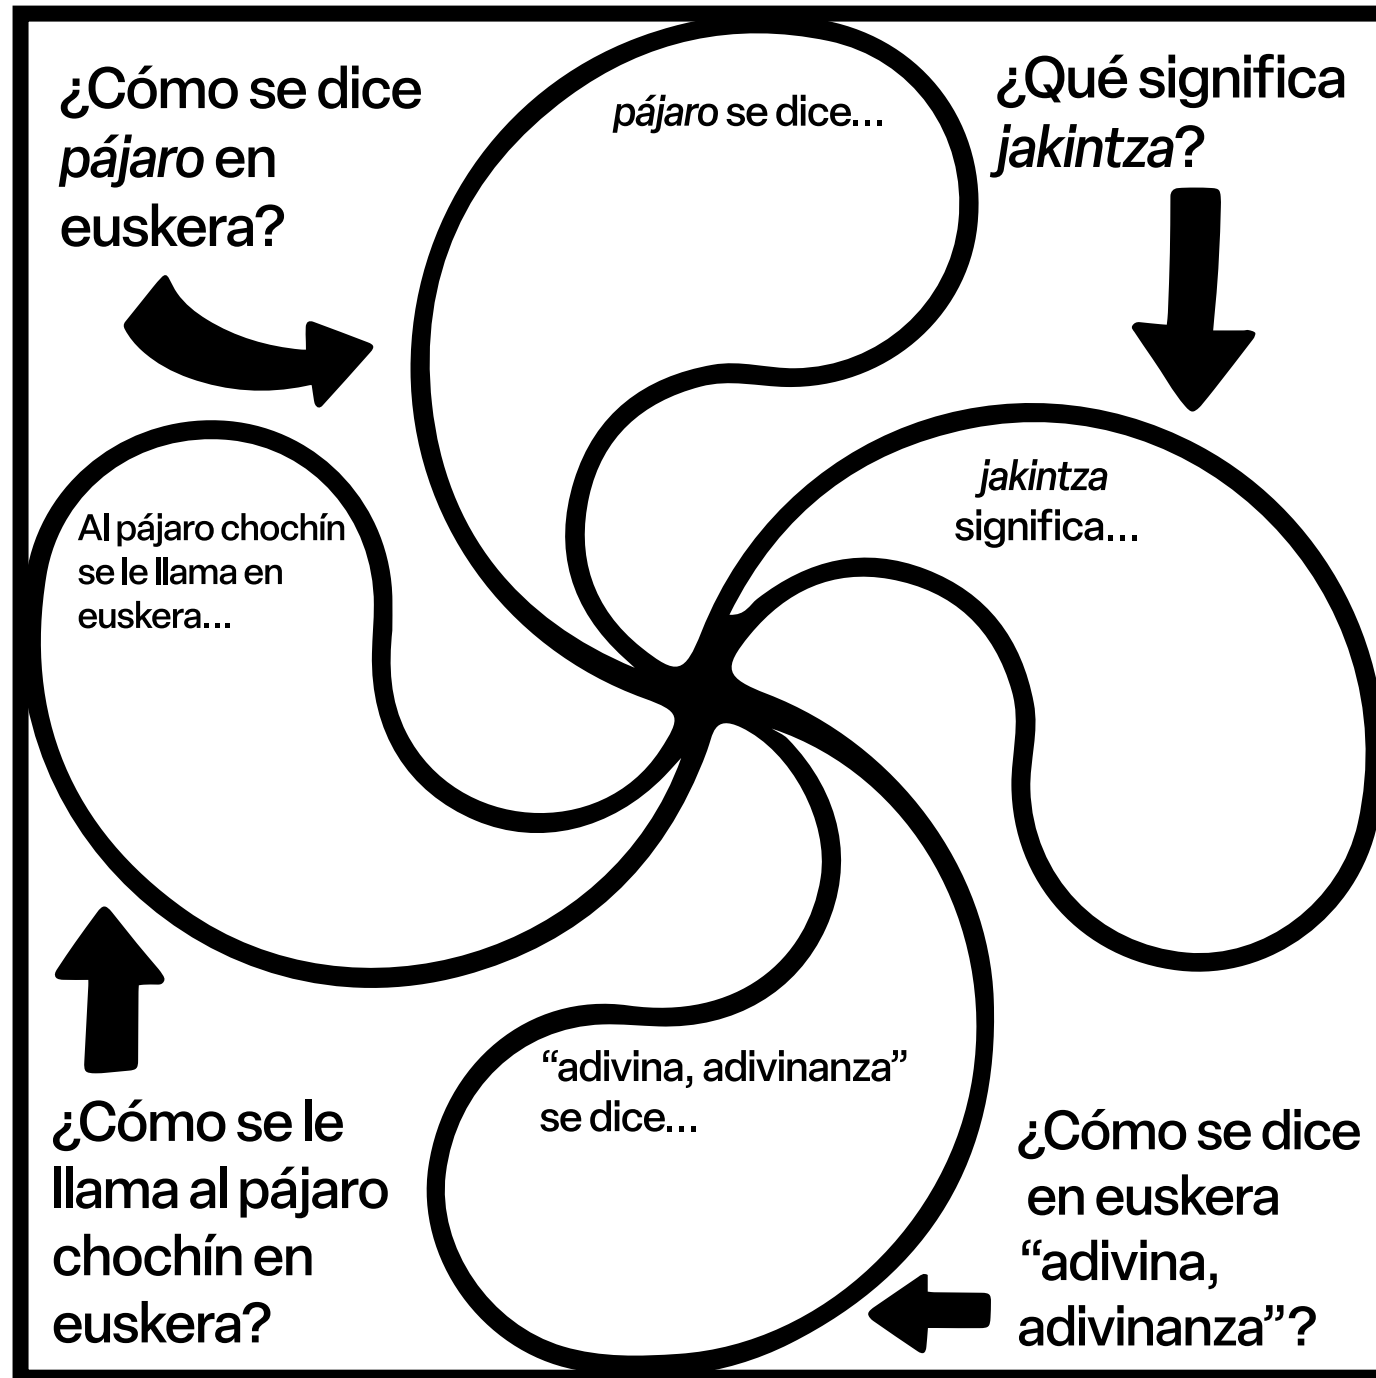 ¿Cómo se dice
pájaro en
euskera?
pájaro se dice...
¿Qué significa
jakintza?
jakintza
significa...
Al pájaro chochín
se le llama en
euskera...
“adivina, adivinanza”
se dice...
¿Cómo se le
llama al pájaro
chochín en
euskera?
¿Cómo se dice
en euskera
“adivina,
adivinanza”?